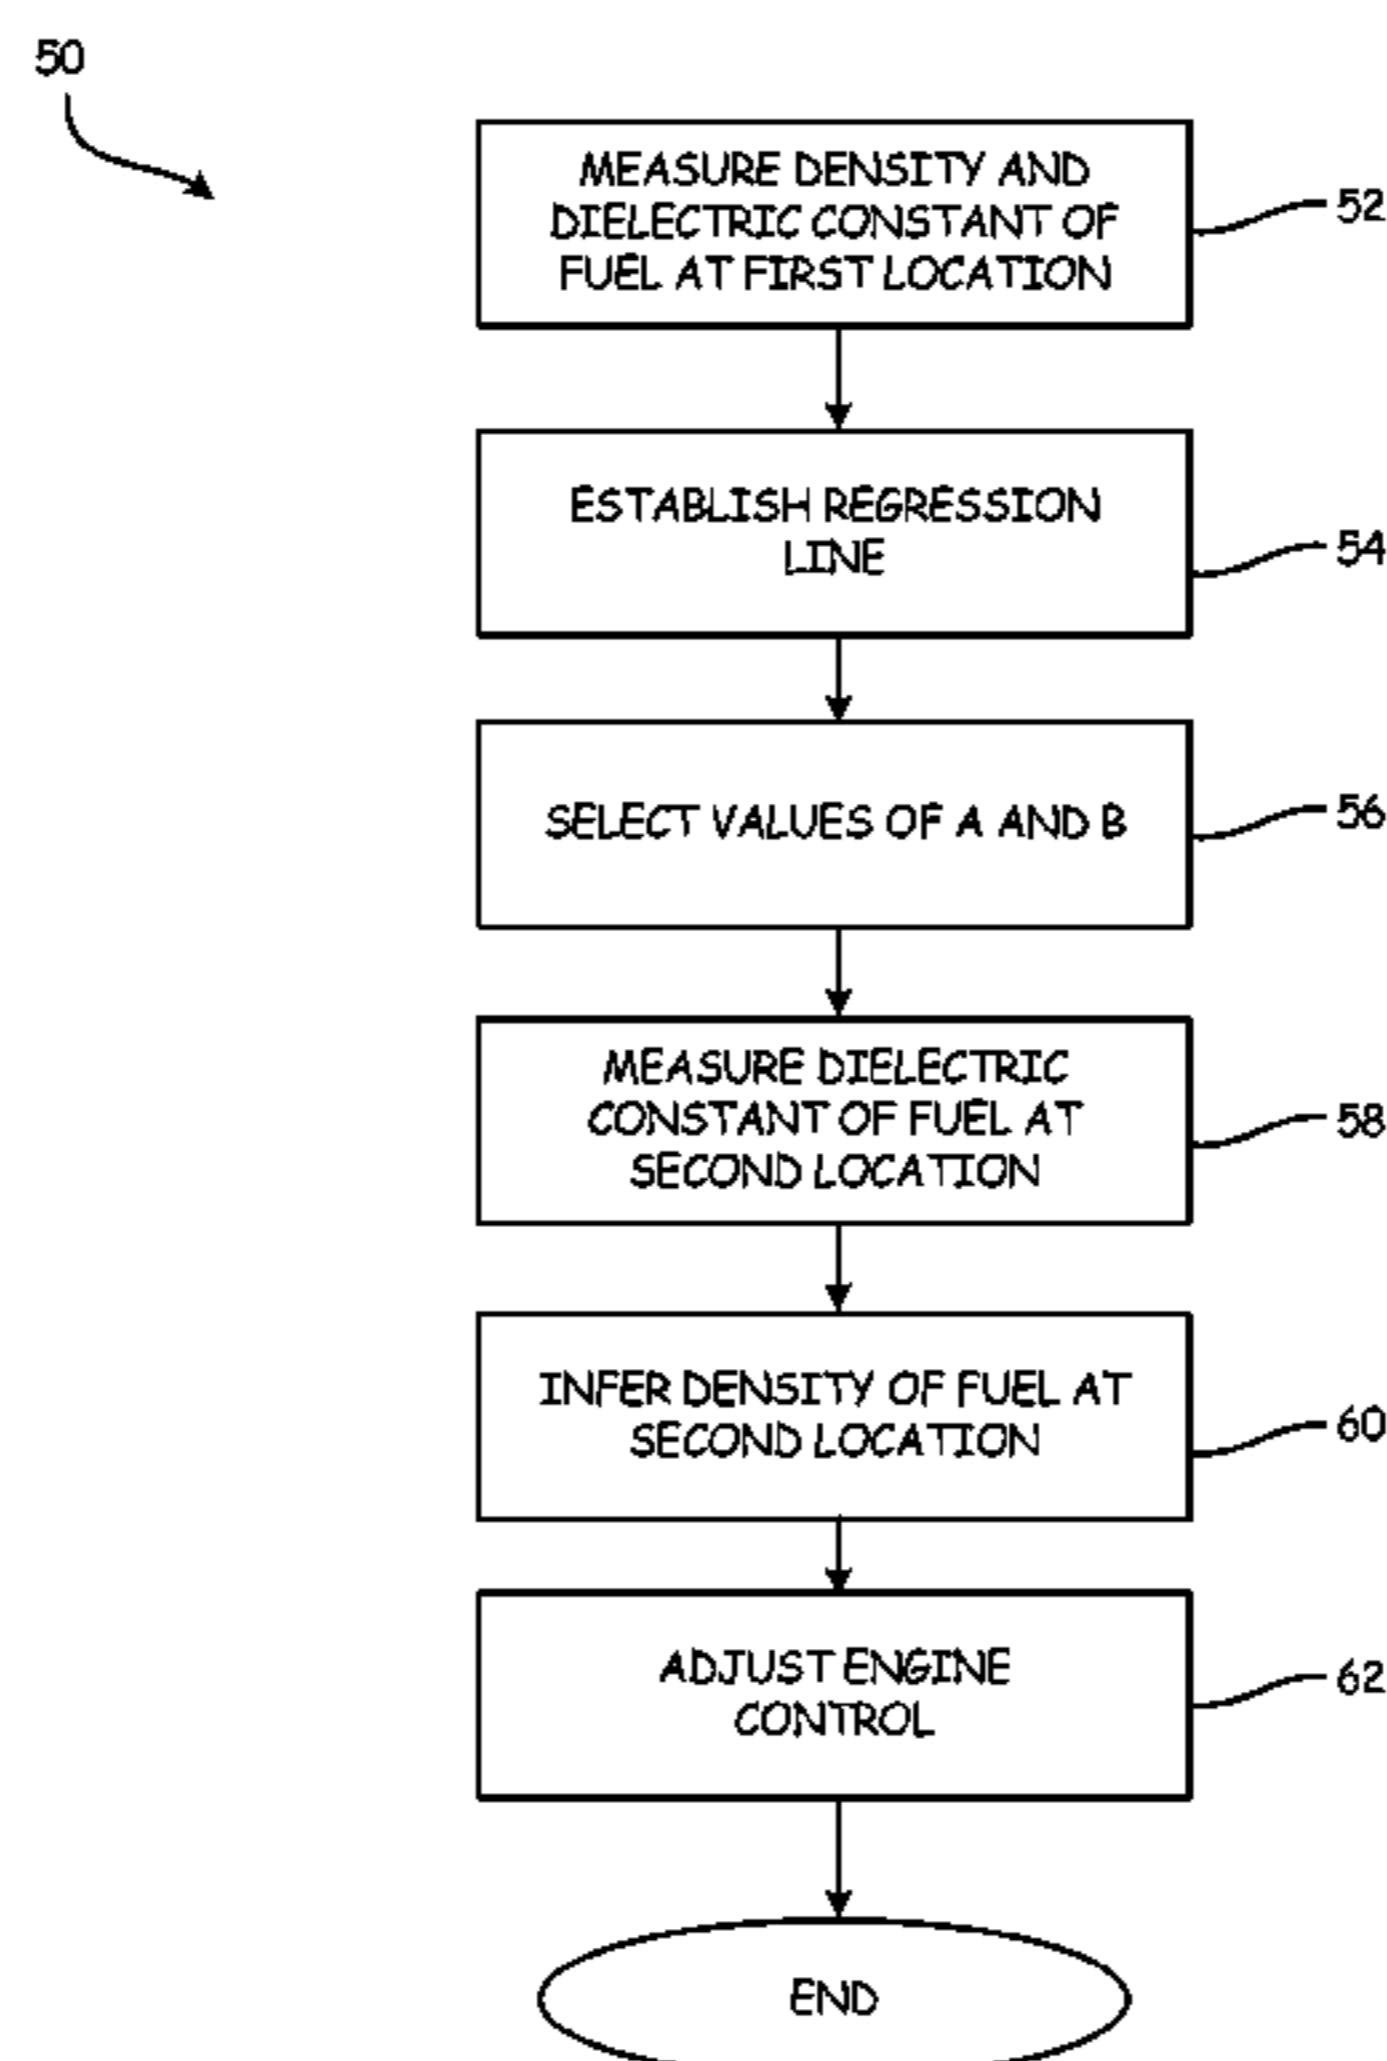 50
MEASURE DENSITY AND
DIELECTRIC CONSTANT OF
FUEL AT FIRST LOCATION
52
ESTABLISH REGRESSION
LINE
54
SELECT VALUES OF A AND B
56
MEASURE DIELECTRIC
CONSTANT OF FUEL AT
SECOND LOCATION
58
INFER DENSITY OF FUEL AT
SECOND LOCATION
60
ADJUST ENGINE
CONTROL
62
END